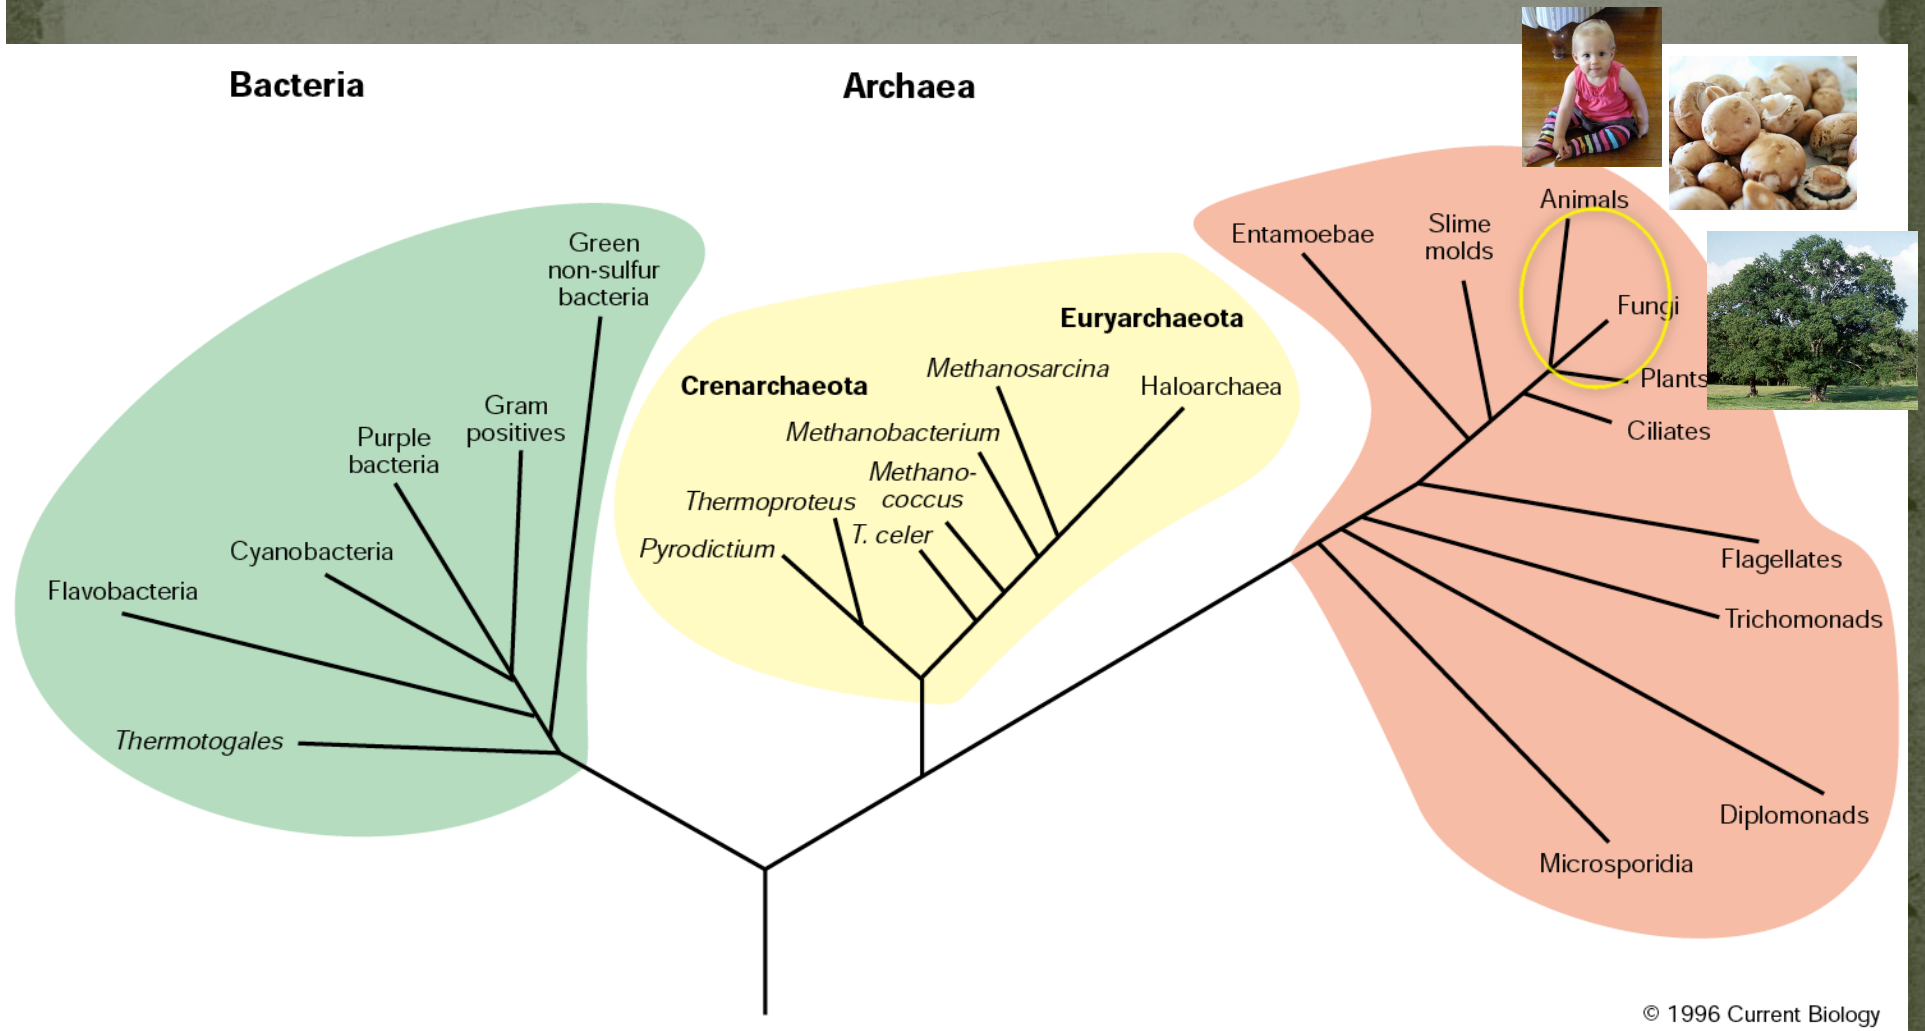 Bacteria
Archaea
Green
non-sulfur
bacteria
Gram
positives
Purple
bacteria
Cyanobacteria
Flavobacteria
Thermotogales
Euryarchaeota
Crenarchaeota
Methanosarcina
Haloarchaea
Methanobacterium
Methano-
coccus
Thermoproteus
T. celer
Pyrodictium
Animals
Slime
molds
Entamoebae
Fungi
Plants
Ciliates
Flagellates
Trichomonads
Diplomonads
Microsporidia
© 1996 Current Biology